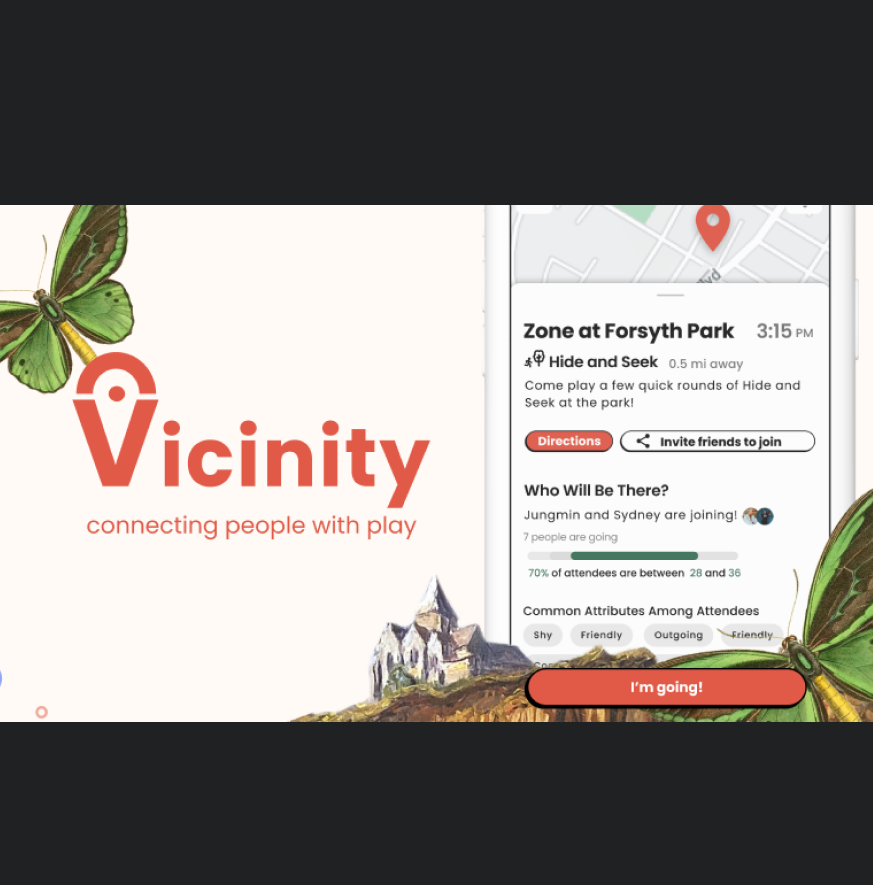 Vicinity
connecting people with play
Blvd
Zone at Forsyth Park 3:15 PM
Hide and Seek 0.5 mi away
Come play a few quick rounds of Hide and
Seek at the park!
Directions Invite friends to join
Who Will Be There?
Jungmin and Sydney are joining!
7 people are going
70% of attendees are between 28 and 36
Common Attributes Among Attendees
Shy Friendly Outgoing Friendly
I'm going!